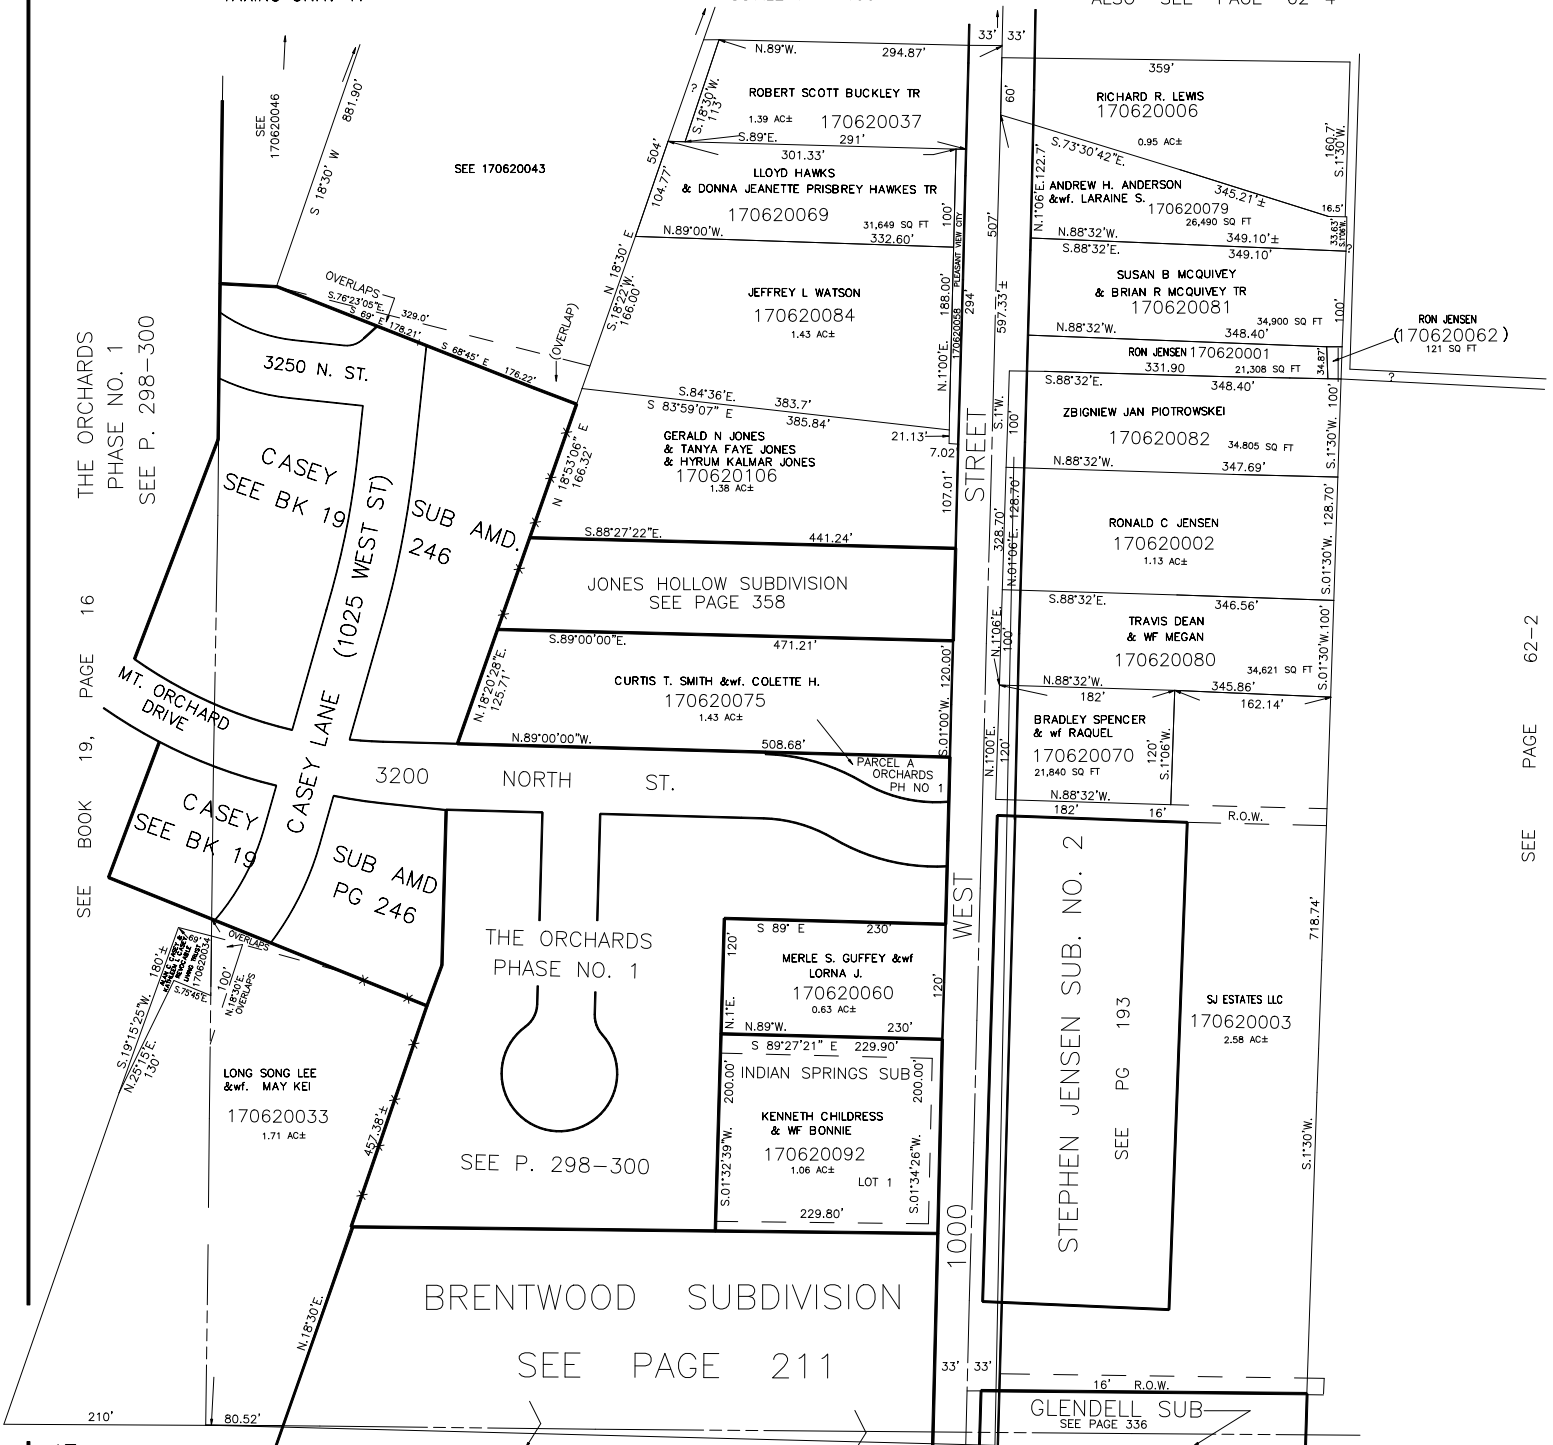 33'
33'
N.89°W.
294.87'
ROBERT SCOTT BUCKLEY TR
1.39 AC±
170620037
S.18°30'W.
113'
?
S.89°E.
291'
301.33'
359'
RICHARD R. LEWIS
170620006
0.95 AC±
60'
160.7'
S.1°30'W.
S.73°30'42"E.
345.21'±
SEE
170620046
881.90'
S 18°30' W
SEE 170620043
504'
104.77'
LLOYD HAWKS
& DONNA JEANETTE PRISBREY HAWKES TR
170620069
31,649 SQ FT
100'
N.89°00'W.
332.60'
PLEASANT VIEW CITY
170620058
507'
N.1°06'E.122.7'
ANDREW H. ANDERSON
&wf. LARAINE S.
170620079
26,490 SQ FT
16.5'
33.63'
N.88°32'W.
349.10'±
S.88°32'E.
349.10'
?
N 18°30' E
S.18°22'W.
166.00'
JEFFREY L WATSON
170620084
1.43 AC±
N.1°00'E.
188.00'
294'
597.33'±
SUSAN B MCQUIVEY
& BRIAN R MCQUIVEY TR
170620081
34,900 SQ FT
100'
N.88°32'W.
348.40'
RON JENSEN
(170620062)
121 SQ FT
RON JENSEN 170620001
331.90
21,308 SQ FT
34.87'
S.88°32'E.
348.40'
?
OVERLAPS
S.76°23'05"E.
329.0'
S 69° E
178.21'
S 68°45' E
176.22'
(OVERLAP)
3250 N. ST.
THE ORCHARDS
PHASE NO. 1
SEE P. 298-300
S.84°36'E.
383.7'
S 83°59'07" E
385.84'
21.13'
7.02'
GERALD N JONES
& TANYA FAYE JONES
& HYRUM KALMAR JONES
170620106
1.38 AC±
N 18°53'06" E
166.32'
107.01'
STREET
S.1°W.
100'
ZBIGNIEW JAN PIOTROWSKEI
170620082
34.805 SQ FT
S.1°30'W.
100'
N.88°32'W.
347.69'
CASEY
SEE BK 19
SUB AMD.
246
CASEY LANE (1025 WEST ST)
S.88°27'22"E.
441.24'
JONES HOLLOW SUBDIVISION
SEE PAGE 358
328.70'
N.01°06'E. 128.70'
RONALD C JENSEN
170620002
1.13 AC±
S.01°30'W. 128.70'
S.88°32'E.
346.56'
S.89°00'00"E.
471.21'
N.18°20'28"E.
125.71'
CURTIS T. SMITH &wf. COLETTE H.
170620075
1.43 AC±
S.01°00'W. 120.00'
N.89°00'00"W.
508.68'
N.1°06'E.
100'
TRAVIS DEAN
& WF MEGAN
170620080
34,621 SQ FT
S.01°30'W.100'
N.88°32'W.
345.86'
182'
162.14'
BRADLEY SPENCER
& wf RAQUEL
170620070
21,840 SQ FT
N.1°00'E.
120'
120'
S.1°06'W.
N.88°32'W.
182'
16'
R.O.W.
MT. ORCHARD
DRIVE
3200 NORTH ST.
PARCEL A
ORCHARDS
PH NO 1
SEE BOOK 19, PAGE 16
SEE PAGE 62-2
CASEY
SEE BK 19
SUB AMD
PG 246
THE ORCHARDS
PHASE NO. 1
SEE P. 298-300
WEST
S 89° E
230'
120'
MERLE S. GUFFEY &wf
LORNA J.
170620060
0.63 AC±
120'
N.1°E.
N.89°W.
230'
S 89°27'21" E
229.90'
INDIAN SPRINGS SUB
200.00'
200.00'
KENNETH CHILDRESS
& WF BONNIE
170620092
1.06 AC±
LOT 1
S.01°32'39"W.
S.01°34'26"W.
229.80'
STEPHEN JENSEN SUB. NO. 2
SEE PG 193
SJ ESTATES LLC
170620003
2.58 AC±
718.74'
S.1°30'W.
69'
OVERLAPS
170620034
S.75°45'E.
100'
N.18°30'E.
OVERLAPS
180'±
S.19°15'25"W.
N.25°15'E.
130'
LONG SONG LEE
&wf. MAY KEI
170620033
1.71 AC±
457.38'±
N.18°30'E.
1000
BRENTWOOD SUBDIVISION
SEE PAGE 211
33'
33'
16'
R.O.W.
GLENDELL SUB
SEE PAGE 336
210'
80.52'